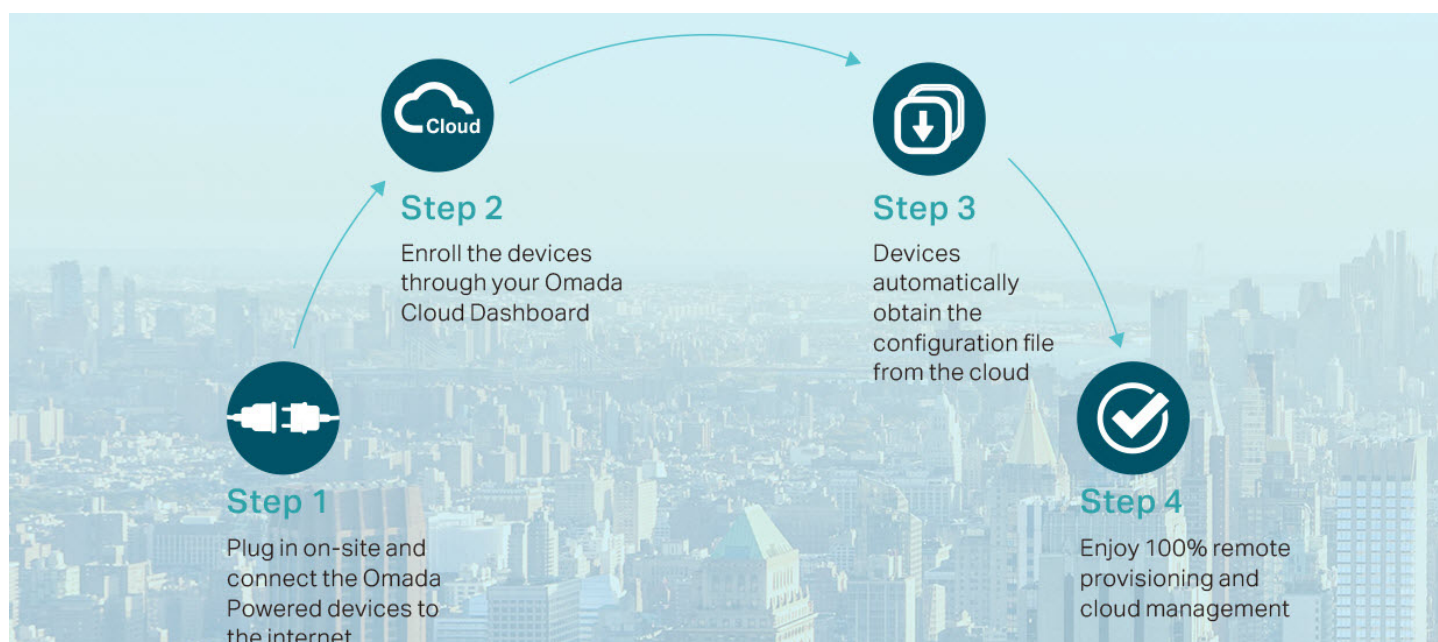 Step 1
Plug in on-site and
connect the Omada
Powered devices to
the internet
Cloud
Step 2
Enroll the devices
through your Omada
Cloud Dashboard
Step 3
Devices
automatically
obtain the
configuration file
from the cloud
Step 4
Enjoy 100% remote
provisioning and
cloud management